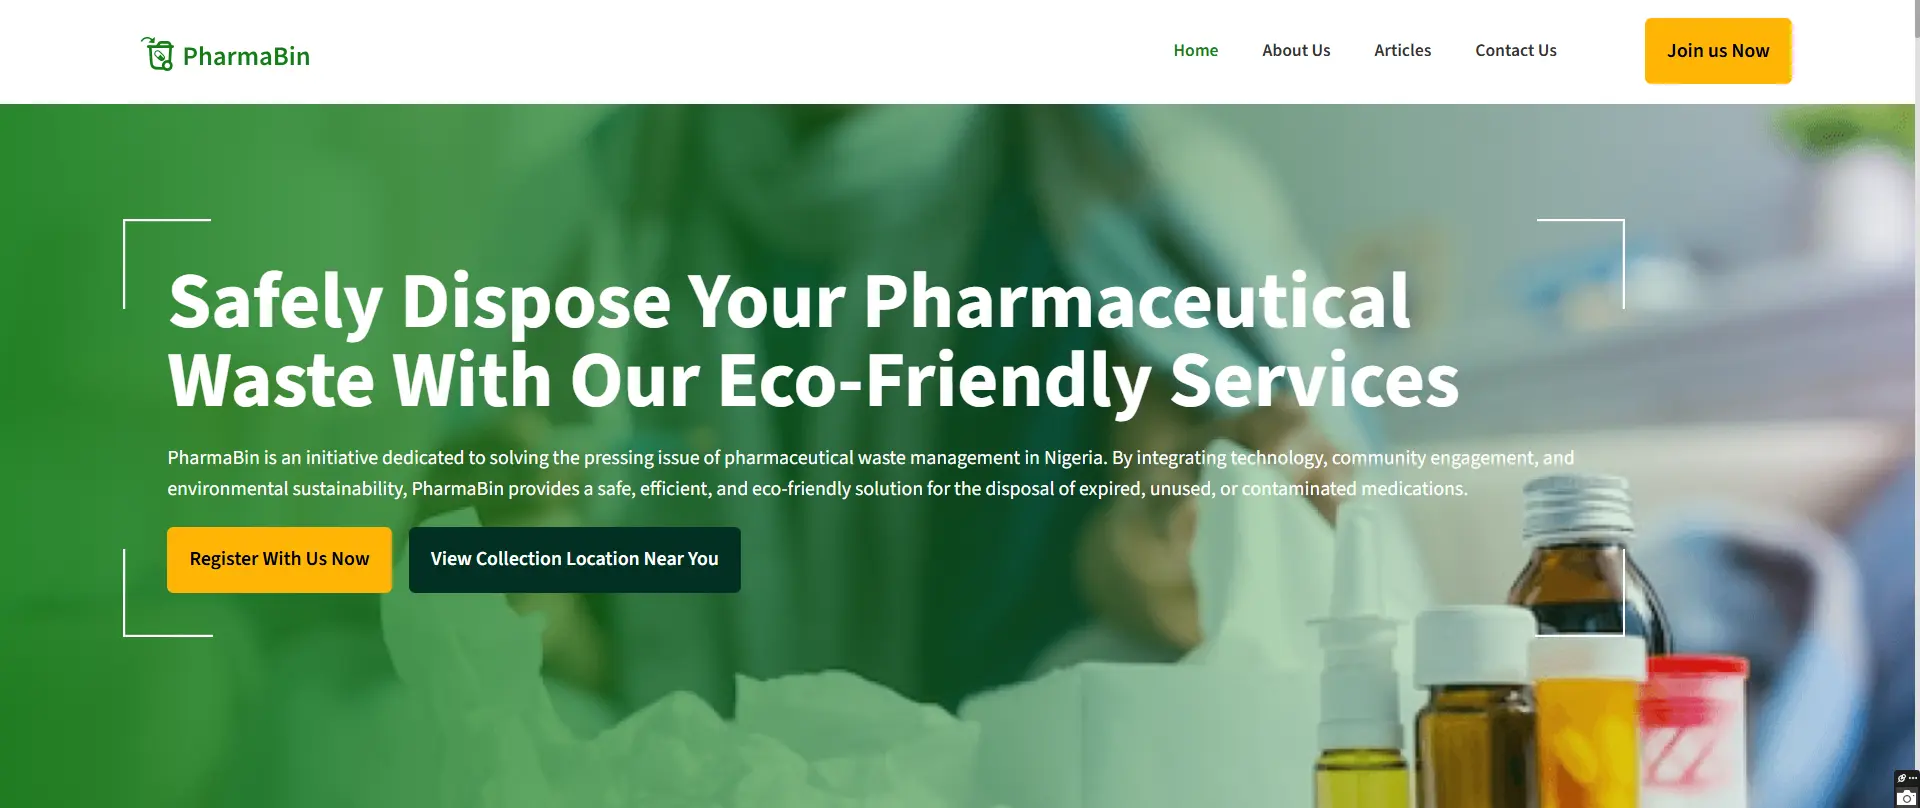 PharmaBin
Home
About Us
Articles
Contact Us
Join us Now
Safely Dispose Your Pharmaceutical
Waste With Our Eco-Friendly Services
PharmaBin is an initiative dedicated to solving the pressing issue of pharmaceutical waste management in Nigeria. By integrating technology, community engagement, and
environmental sustainability, PharmaBin provides a safe, efficient, and eco-friendly solution for the disposal of expired, unused, or contaminated medications.
Register With Us Now
View Collection Location Near You